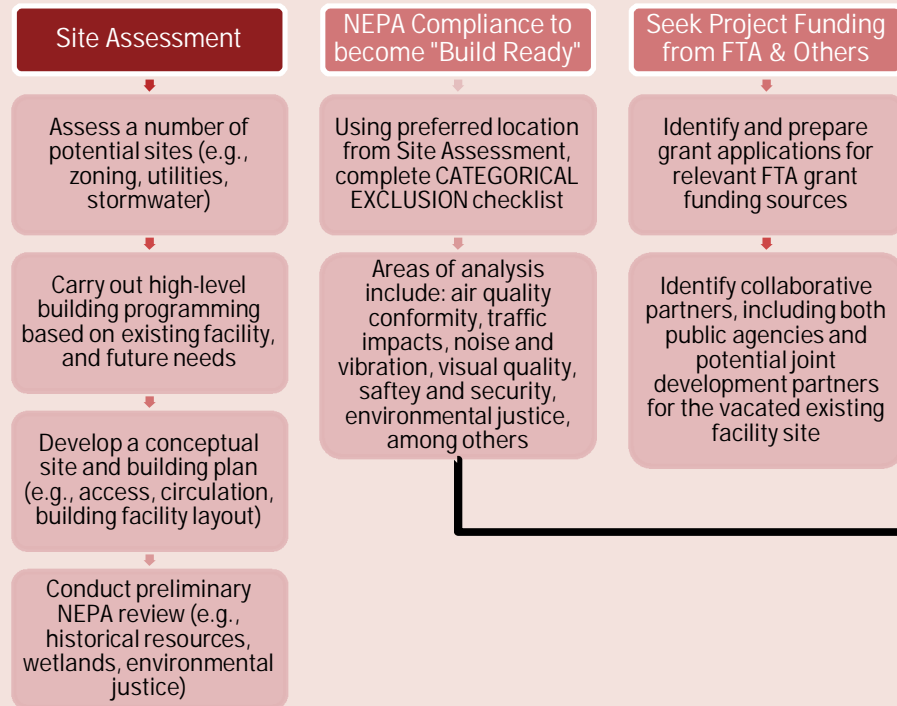 Site Assessment
Assess a number of
potential sites (e.g.,
zoning, utilities,
stormwater)
Carry out high-level
building programming
based on existing facility,
and future needs
Develop a conceptual
site and building plan
(e.g., access, circulation,
building facility layout)
Conduct preliminary
NEPA review (e.g.,
historical resources,
wetlands, environmental
justice)
NEPA Compliance to
become "Build Ready"
Using preferred location
from Site Assessment,
complete CATEGORICAL
EXCLUSION checklist
Areas of analysis
include: air quality
conformity, traffic
impacts, noise and
vibration, visual quality,
saftey and security,
environmental justice,
among others
Seek Project Funding
from FTA & Others
Identify and prepare
grant applications for
relevant FTA grant
funding sources
Identify collaborative
partners, including both
public agencies and
potential joint
development partners
for the vacated existing
facility site